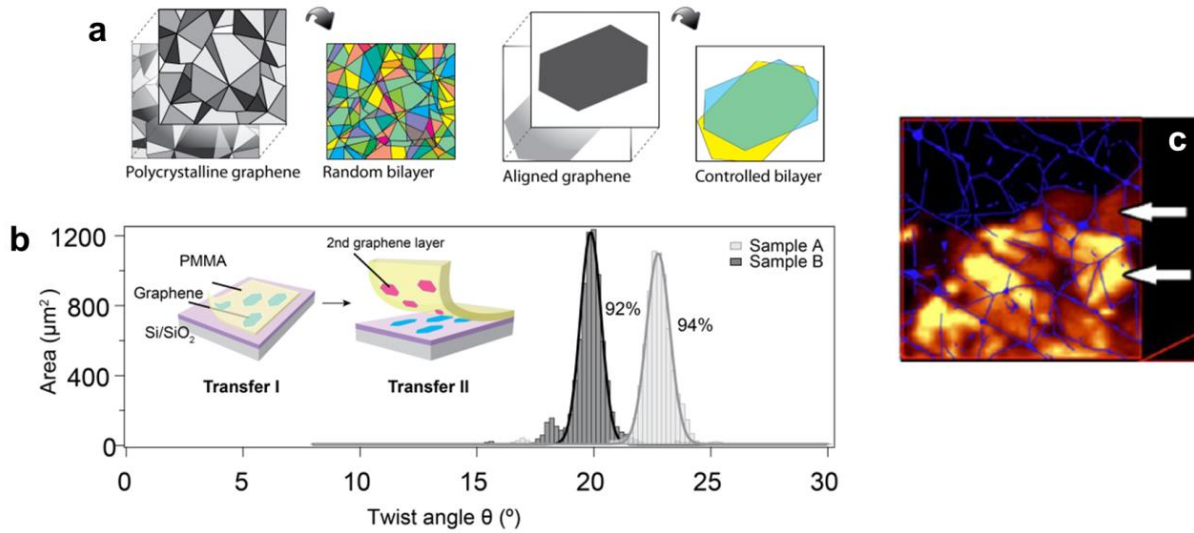 a
Polycrystalline graphene
Random bilayer
Aligned graphene
Controlled bilayer
b
1200
800
400
0
Area (µm²)
PMMA
Graphene
Si/SiO₂
Transfer I
2nd graphene layer
Transfer II
92%
94%
Sample A
Sample B
0 5 10 15 20 25 30
Twist angle θ (º)
c